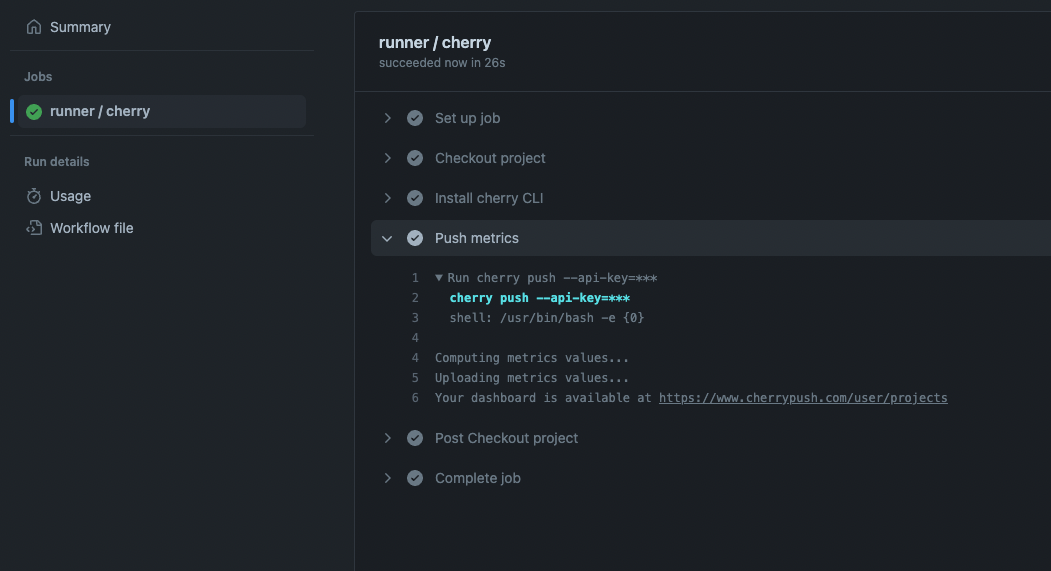 Summary
Jobs
runner / cherry
Run details
Usage
Workflow file
runner / cherry
succeeded now in 26s
Set up job
Checkout project
Install cherry CLI
Push metrics
1 ▼ Run cherry push --api-key=***
2 cherry push --api-key=***
3 shell: /usr/bin/bash -e {0}
4
4 Computing metrics values...
5 Uploading metrics values...
6 Your dashboard is available at https://www.cherrypush.com/user/projects
Post Checkout project
Complete job